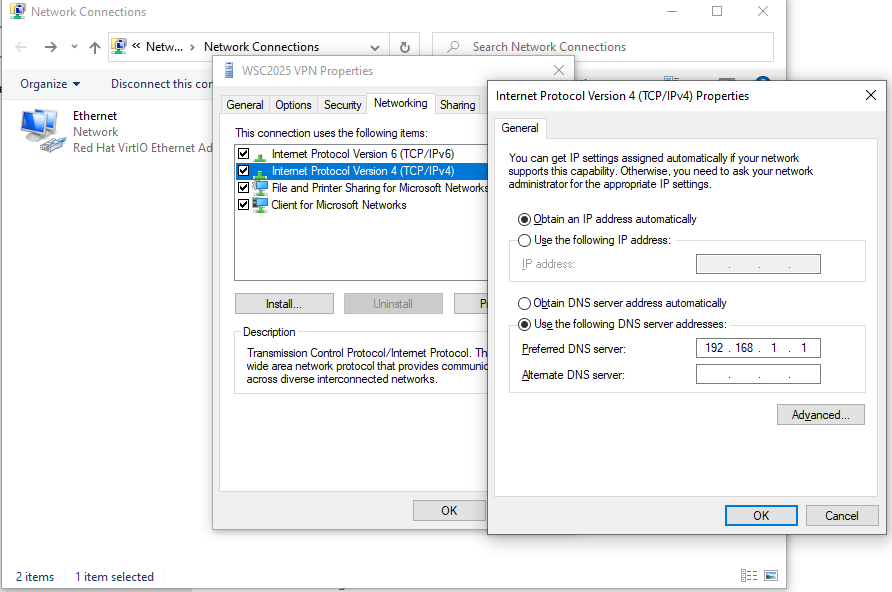 Network Connections
« Netw... › Network Connections
Search Network Connections
Organize
Disconnect this con
Ethernet
Network
Red Hat VirtIO Ethernet Ad
WSC2025 VPN Properties
General Options Security Networking Sharing
This connection uses the following items:
Internet Protocol Version 6 (TCP/IPv6)
Internet Protocol Version 4 (TCP/IPv4)
File and Printer Sharing for Microsoft Networks
Client for Microsoft Networks
Install... Uninstall
Description
Transmission Control Protocol/Internet Protocol. Th
wide area network protocol that provides communic
across diverse interconnected networks.
OK
Internet Protocol Version 4 (TCP/IPv4) Properties
General
You can get IP settings assigned automatically if your network
supports this capability. Otherwise, you need to ask your network
administrator for the appropriate IP settings.
Obtain an IP address automatically
Use the following IP address:
IP address: . . .
Obtain DNS server address automatically
Use the following DNS server addresses:
Preferred DNS server: 192 . 168 . 1 . 1
Alternate DNS server: . . .
Advanced...
OK Cancel
2 items 1 item selected